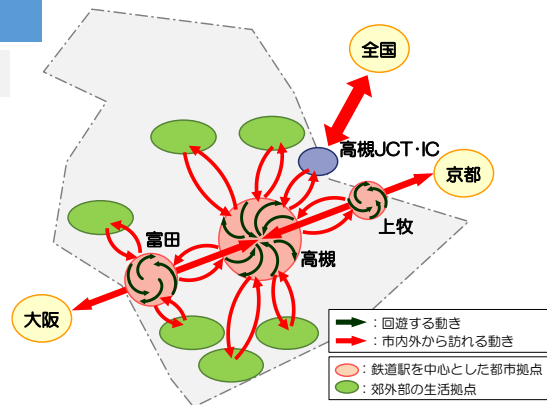 全国
高槻JCT・IC
京都
上牧
富田
高槻
大阪
：回遊する動き
：市内外から訪れる動き
：鉄道駅を中心とした都市拠点
：郊外部の生活拠点